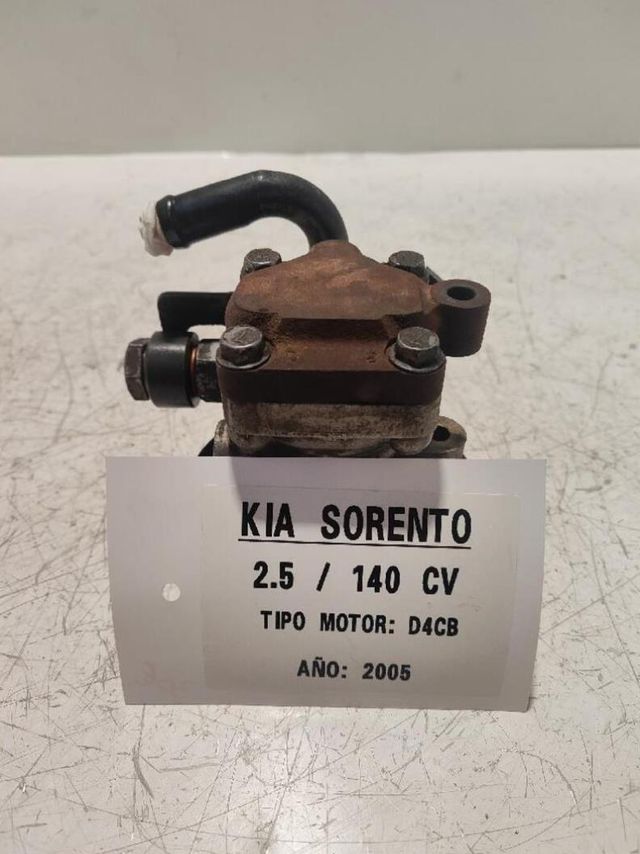 KIA SORENTO
2.5 / 140 CV
TIPO MOTOR: D4CB
AÑO: 2005